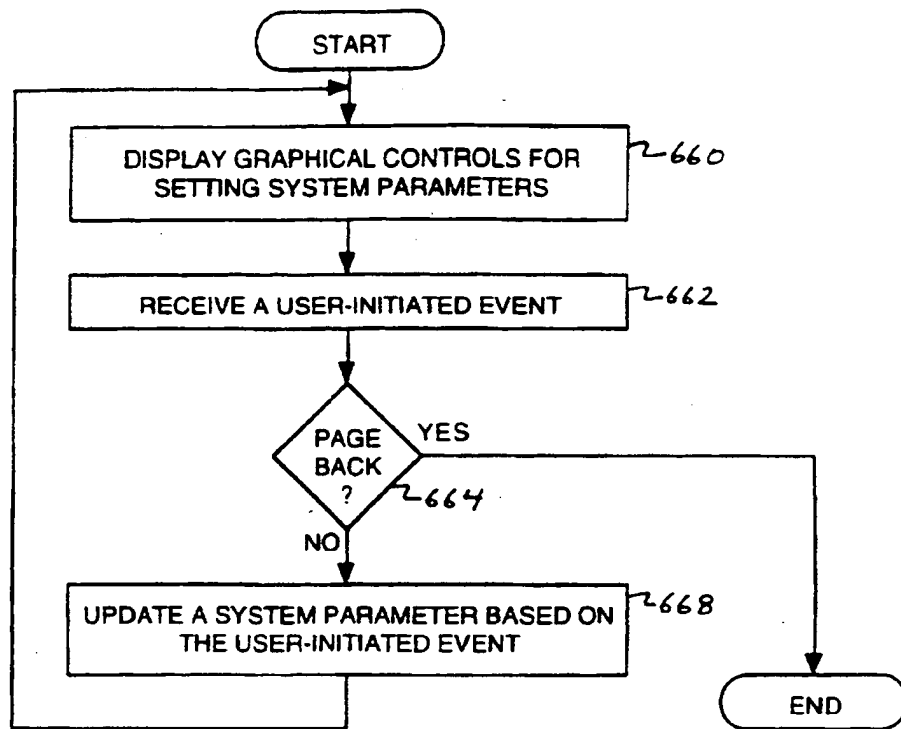 START
DISPLAY GRAPHICAL CONTROLS FOR
SETTING SYSTEM PARAMETERS
660
RECEIVE A USER-INITIATED EVENT
662
PAGE
BACK
?
YES
664
NO
UPDATE A SYSTEM PARAMETER BASED ON
THE USER-INITIATED EVENT
668
END